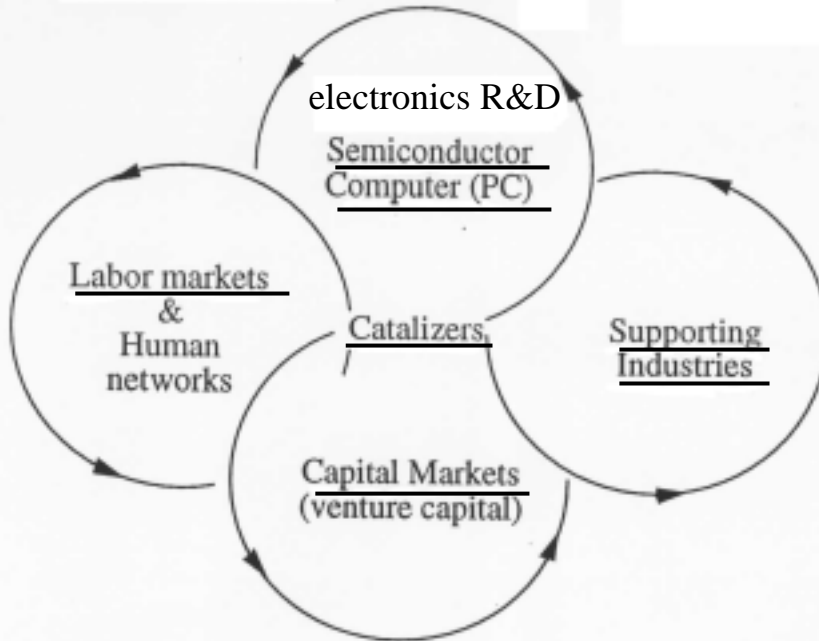 electronics R&D
Semiconductor
Computer (PC)
Labor markets
&
Human
networks
Catalizers
Supporting
Industries
Capital Markets
(venture capital)